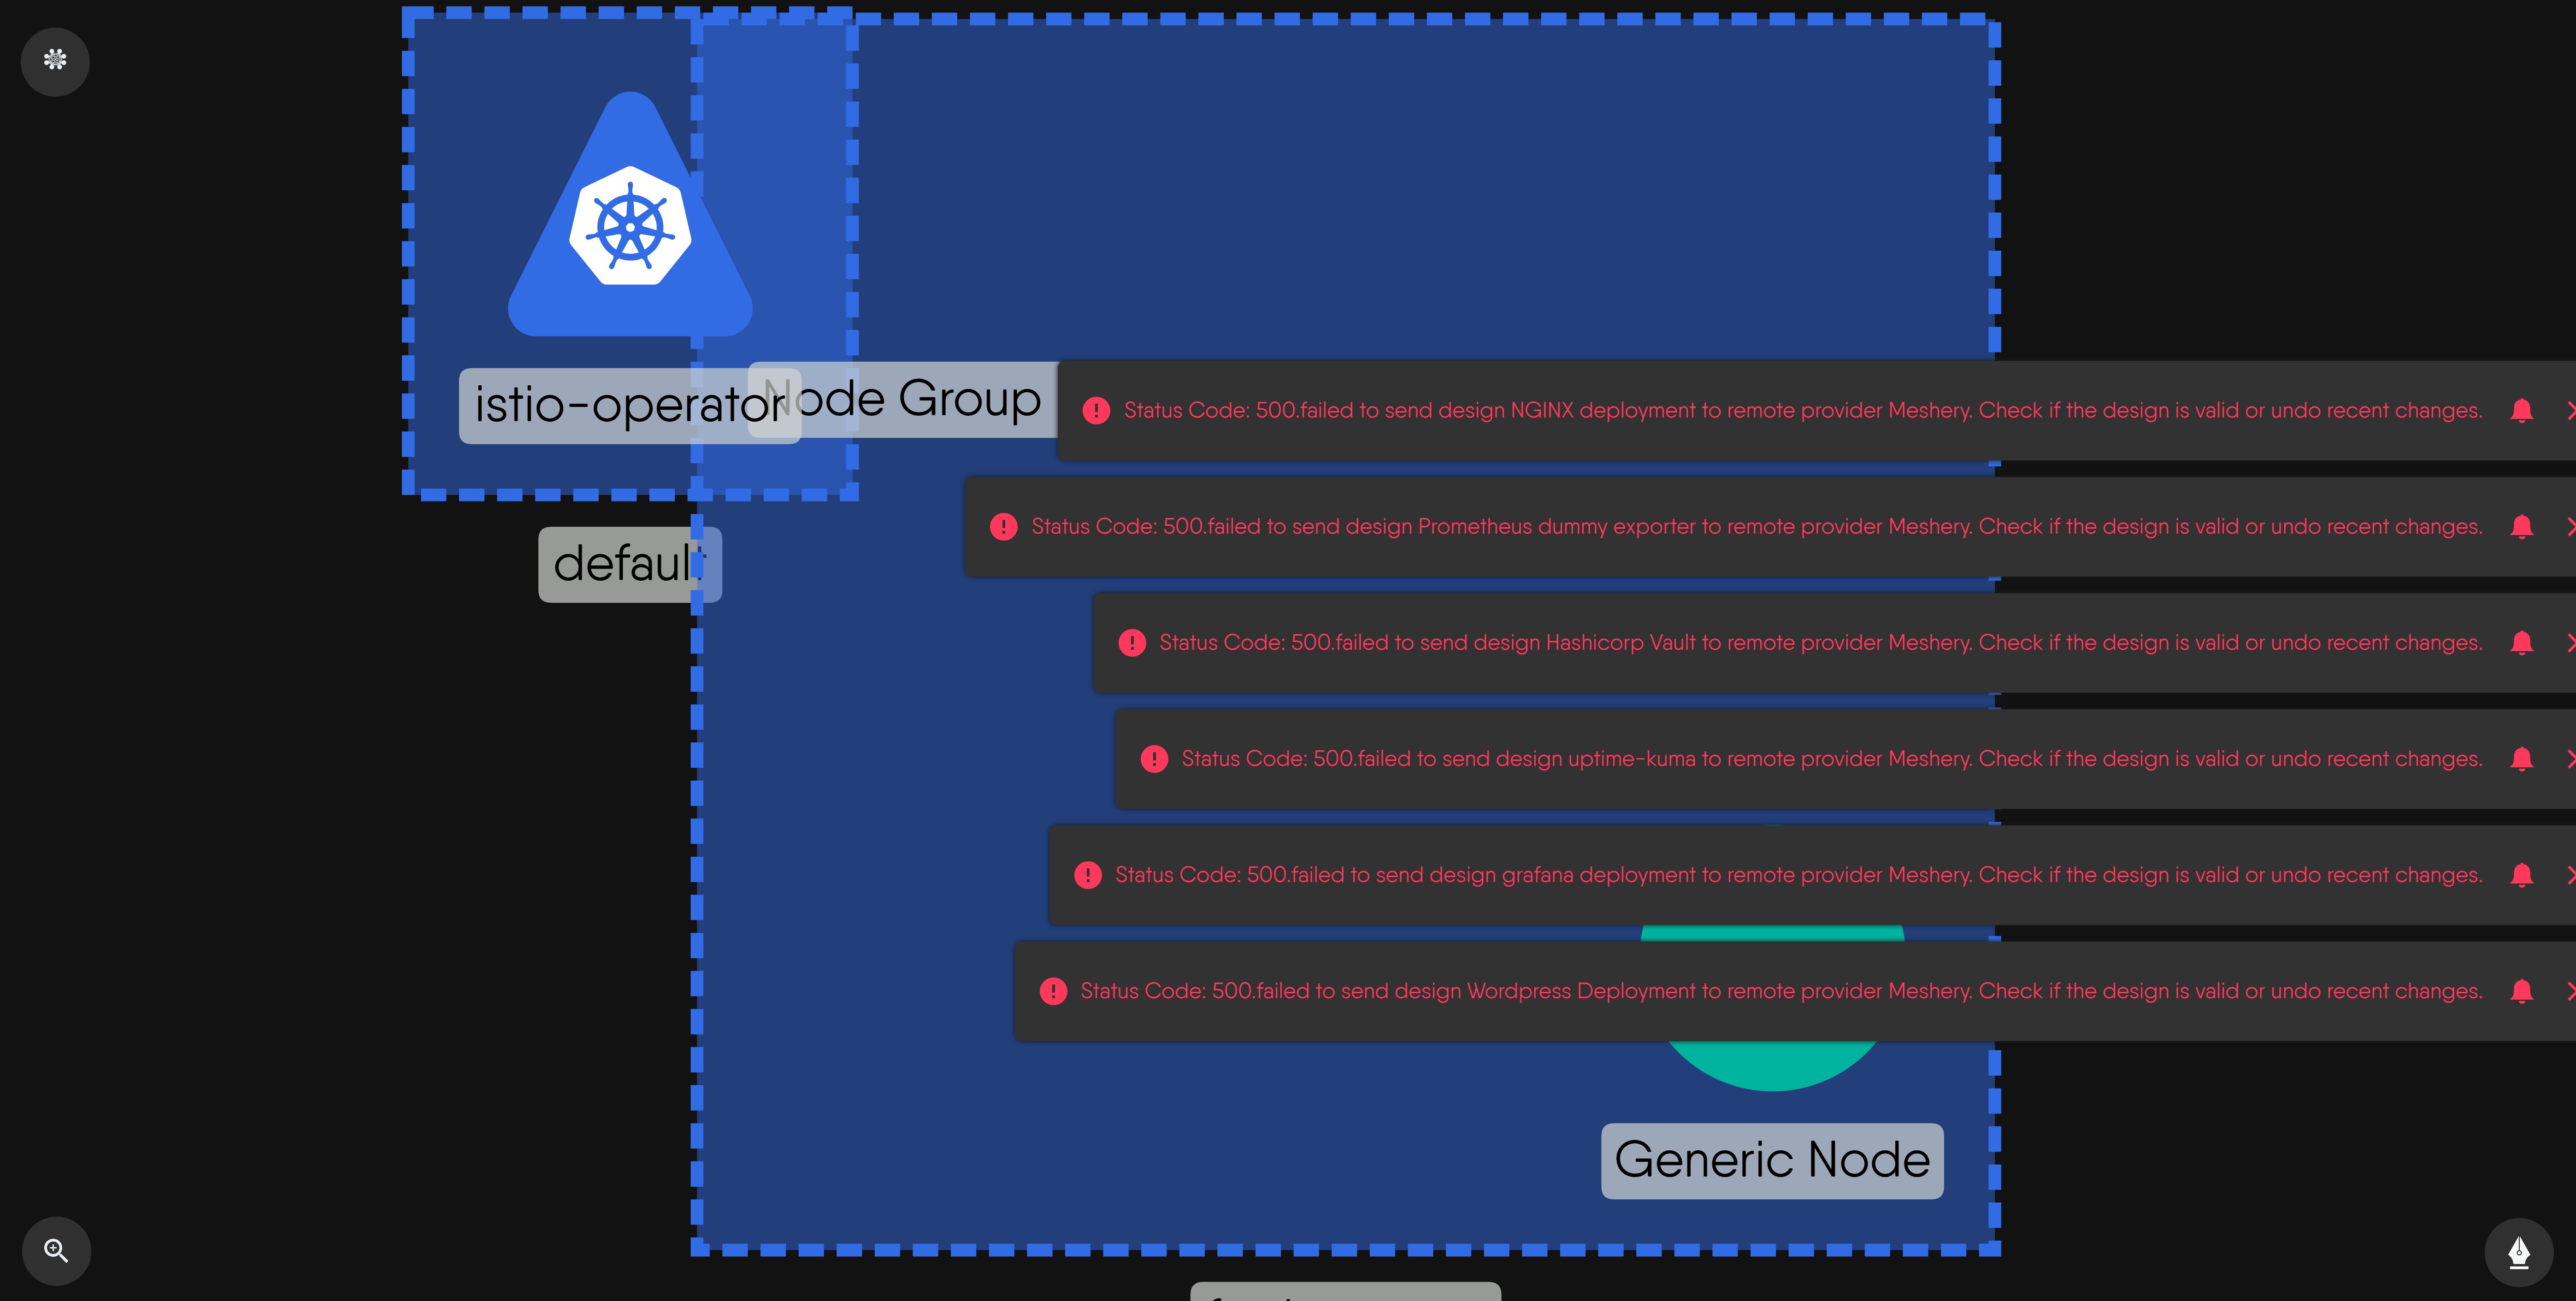 istio-operator
Node Group
default
Status Code: 500.failed to send design NGINX deployment to remote provider Meshery. Check if the design is valid or undo recent changes.
Status Code: 500.failed to send design Prometheus dummy exporter to remote provider Meshery. Check if the design is valid or undo recent changes.
Status Code: 500.failed to send design Hashicorp Vault to remote provider Meshery. Check if the design is valid or undo recent changes.
Status Code: 500.failed to send design uptime-kuma to remote provider Meshery. Check if the design is valid or undo recent changes.
Status Code: 500.failed to send design grafana deployment to remote provider Meshery. Check if the design is valid or undo recent changes.
Status Code: 500.failed to send design Wordpress Deployment to remote provider Meshery. Check if the design is valid or undo recent changes.
Generic Node